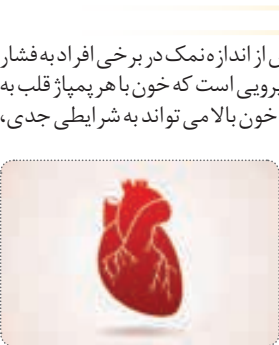 از اندازه نمک در برخی افراد به فشار
است که خون با هر پمپاژ قلب به
خون بالا می تواند به شرایطی جدی،